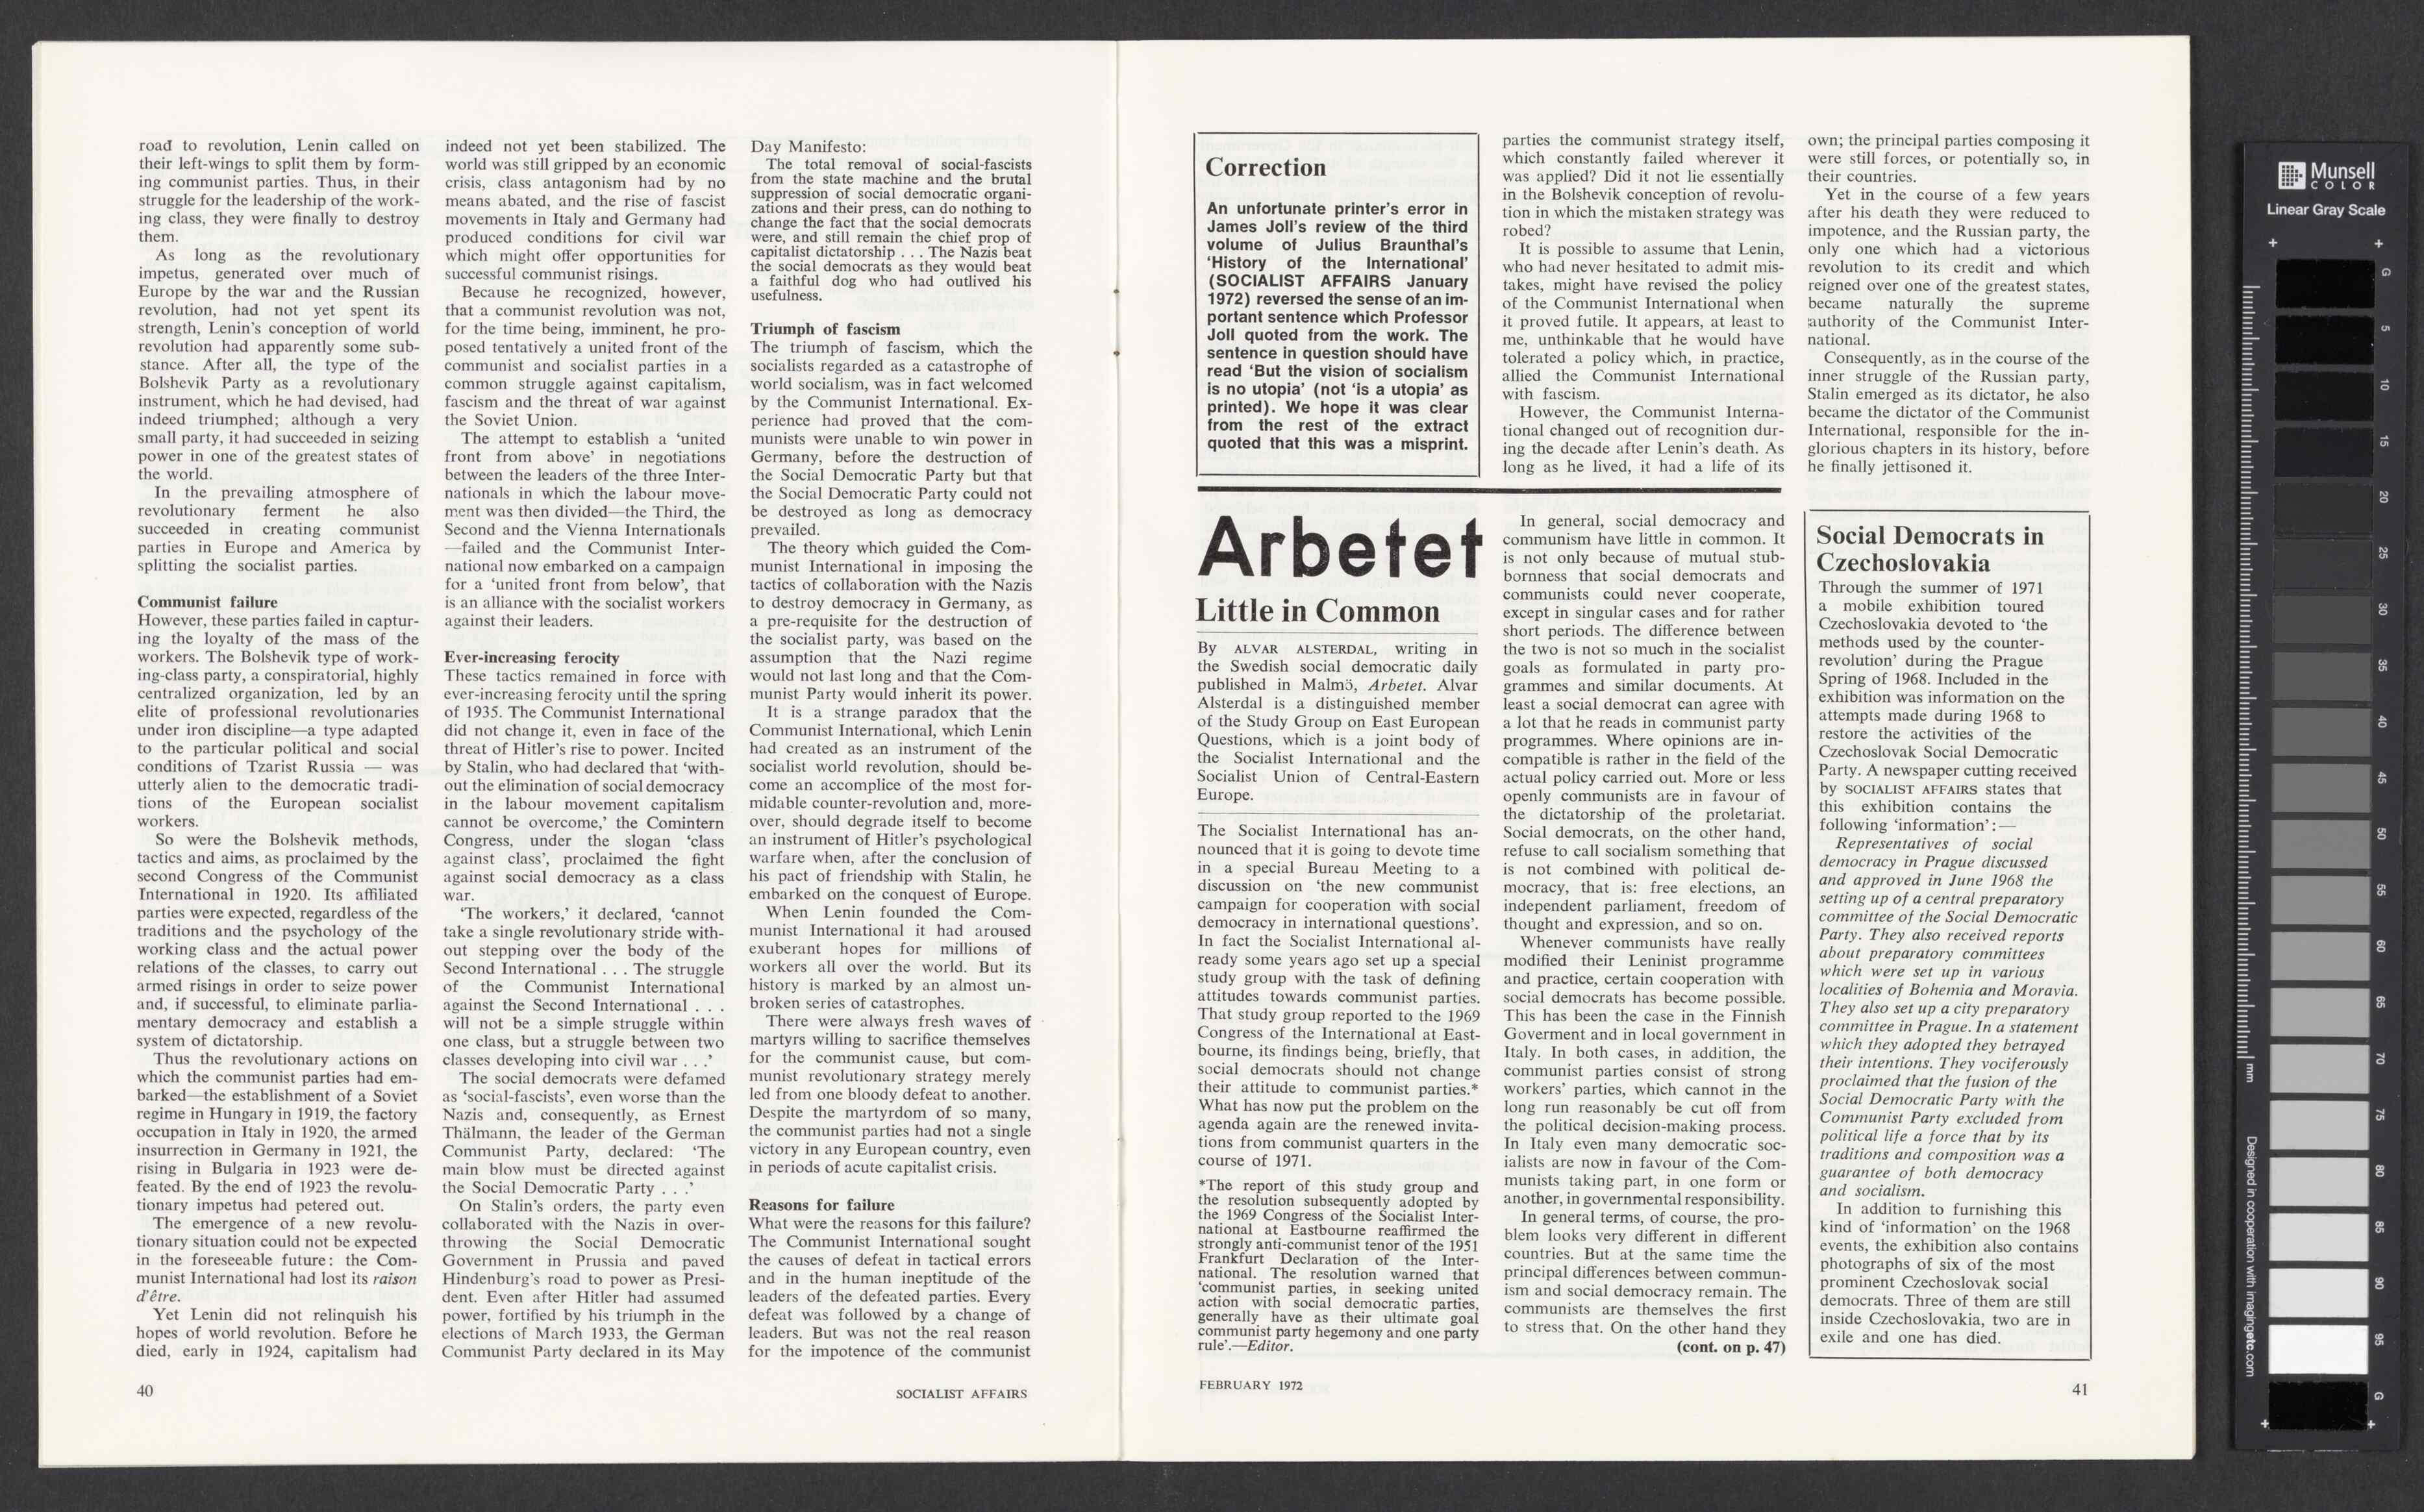 road to revolution, Lenin called on
their left-wings to split them by form-
ing communist parties. Thus, in their
struggle for the leadership of the work-
ing class, they were finally to destroy
them.
As long as the revolutionary
impetus, generated over much of
Europe by the war and the Russian
revolution, had not yet spent its
strength, Lenin's conception of world
revolution had apparently some sub-
stance. After all, the type of the
Bolshevik Party as a revolutionary
instrument, which he had devised, had
indeed triumphed; although a very
small party, it had succeeded in seizing
power in one of the greatest states of
the world.
In the prevailing atmosphere of
revolutionary ferment he also
succeeded in creating communist
parties in Europe and America by
splitting the socialist parties.
Communist failure
However, these parties failed in captur-
ing the loyalty of the mass of the
workers. The Bolshevik type of work-
ing-class party, a conspiratorial, highly
centralized organization, led by an
elite of professional revolutionaries
under iron discipline—a type adapted
to the particular political and social
conditions of Tzarist Russia — was
utterly alien to the democratic tradi-
tions of the European socialist
workers.
So were the Bolshevik methods,
tactics and aims, as proclaimed by the
second Congress of the Communist
International in 1920. Its affiliated
parties were expected, regardless of the
traditions and the psychology of the
working class and the actual power
relations of the classes, to carry out
armed risings in order to seize power
and, if successful, to eliminate parlia-
mentary democracy and establish a
system of dictatorship.
Thus the revolutionary actions on
which the communist parties had em-
barked—the establishment of a Soviet
regime in Hungary in 1919, the factory
occupation in Italy in 1920, the armed
insurrection in Germany in 1921, the
rising in Bulgaria in 1923 were de-
feated. By the end of 1923 the revolu-
tionary impetus had petered out.
The emergence of a new revolu-
tionary situation could not be expected
in the foreseeable future: the Com-
munist International had lost its raison
d'être.
Yet Lenin did not relinquish his
hopes of world revolution. Before he
died, early in 1924, capitalism had
indeed not yet been stabilized. The
world was still gripped by an economic
crisis, class antagonism had by no
means abated, and the rise of fascist
movements in Italy and Germany had
produced conditions for civil war
which might offer opportunities for
successful communist risings.
Because he recognized, however,
that a communist revolution was not,
for the time being, imminent, he pro-
posed tentatively a united front of the
communist and socialist parties in a
common struggle against capitalism,
fascism and the threat of war against
the Soviet Union.
The attempt to establish a 'united
front from above' in negotiations
between the leaders of the three Inter-
nationals in which the labour move-
ment was then divided—the Third, the
Second and the Vienna Internationals
—failed and the Communist Inter-
national now embarked on a campaign
for a 'united front from below', that
is an alliance with the socialist workers
against their leaders.
Ever-increasing ferocity
These tactics remained in force with
ever-increasing ferocity until the spring
of 1935. The Communist International
did not change it, even in face of the
threat of Hitler's rise to power. Incited
by Stalin, who had declared that 'with-
out the elimination of social democracy
in the labour movement capitalism
cannot be overcome,' the Comintern
Congress, under the slogan 'class
against class', proclaimed the fight
against social democracy as a class
war.
'The workers,' it declared, 'cannot
take a single revolutionary stride with-
out stepping over the body of the
Second International . . . The struggle
of the Communist International
against the Second International . . .
will not be a simple struggle within
one class, but a struggle between two
classes developing into civil war . . .'
The social democrats were defamed
as 'social-fascists', even worse than the
Nazis and, consequently, as Ernest
Thälmann, the leader of the German
Communist Party, declared: 'The
main blow must be directed against
the Social Democratic Party . . .'
On Stalin's orders, the party even
collaborated with the Nazis in over-
throwing the Social Democratic
Government in Prussia and paved
Hindenburg's road to power as Presi-
dent. Even after Hitler had assumed
power, fortified by his triumph in the
elections of March 1933, the German
Communist Party declared in its May
Day Manifesto:
The total removal of social-fascists
from the state machine and the brutal
suppression of social democratic organi-
zations and their press, can do nothing to
change the fact that the social democrats
were, and still remain the chief prop of
capitalist dictatorship . . . The Nazis beat
the social democrats as they would beat
a faithful dog who had outlived his
usefulness.
Triumph of fascism
The triumph of fascism, which the
socialists regarded as a catastrophe of
world socialism, was in fact welcomed
by the Communist International. Ex-
perience had proved that the com-
munists were unable to win power in
Germany, before the destruction of
the Social Democratic Party but that
the Social Democratic Party could not
be destroyed as long as democracy
prevailed.
The theory which guided the Com-
munist International in imposing the
tactics of collaboration with the Nazis
to destroy democracy in Germany, as
a pre-requisite for the destruction of
the socialist party, was based on the
assumption that the Nazi regime
would not last long and that the Com-
munist Party would inherit its power.
It is a strange paradox that the
Communist International, which Lenin
had created as an instrument of the
socialist world revolution, should be-
come an accomplice of the most for-
midable counter-revolution and, more-
over, should degrade itself to become
an instrument of Hitler's psychological
warfare when, after the conclusion of
his pact of friendship with Stalin, he
embarked on the conquest of Europe.
When Lenin founded the Com-
munist International it had aroused
exuberant hopes for millions of
workers all over the world. But its
history is marked by an almost un-
broken series of catastrophes.
There were always fresh waves of
martyrs willing to sacrifice themselves
for the communist cause, but com-
munist revolutionary strategy merely
led from one bloody defeat to another.
Despite the martyrdom of so many,
the communist parties had not a single
victory in any European country, even
in periods of acute capitalist crisis.
Reasons for failure
What were the reasons for this failure?
The Communist International sought
the causes of defeat in tactical errors
and in the human ineptitude of the
leaders of the defeated parties. Every
defeat was followed by a change of
leaders. But was not the real reason
for the impotence of the communist
40
SOCIALIST AFFAIRS
Correction
An unfortunate printer's error in
James Joll's review of the third
volume of Julius Braunthal's
'History of the International'
(SOCIALIST AFFAIRS January
1972) reversed the sense of an im-
portant sentence which Professor
Joll quoted from the work. The
sentence in question should have
read 'But the vision of socialism
is no utopia' (not 'is a utopia' as
printed). We hope it was clear
from the rest of the extract
quoted that this was a misprint.
parties the communist strategy itself,
which constantly failed wherever it
was applied? Did it not lie essentially
in the Bolshevik conception of revolu-
tion in which the mistaken strategy was
robed?
It is possible to assume that Lenin,
who had never hesitated to admit mis-
takes, might have revised the policy
of the Communist International when
it proved futile. It appears, at least to
me, unthinkable that he would have
tolerated a policy which, in practice,
allied the Communist International
with fascism.
However, the Communist Interna-
tional changed out of recognition dur-
ing the decade after Lenin's death. As
long as he lived, it had a life of its
own; the principal parties composing it
were still forces, or potentially so, in
their countries.
Yet in the course of a few years
after his death they were reduced to
impotence, and the Russian party, the
only one which had a victorious
revolution to its credit and which
reigned over one of the greatest states,
became naturally the supreme
authority of the Communist Inter-
national.
Consequently, as in the course of the
inner struggle of the Russian party,
Stalin emerged as its dictator, he also
became the dictator of the Communist
International, responsible for the in-
glorious chapters in its history, before
he finally jettisoned it.
Arbetet
Little in Common
By ALVAR ALSTERDAL, writing in
the Swedish social democratic daily
published in Malmö, Arbetet. Alvar
Alsterdal is a distinguished member
of the Study Group on East European
Questions, which is a joint body of
the Socialist International and the
Socialist Union of Central-Eastern
Europe.
The Socialist International has an-
nounced that it is going to devote time
in a special Bureau Meeting to a
discussion on 'the new communist
campaign for cooperation with social
democracy in international questions'.
In fact the Socialist International al-
ready some years ago set up a special
study group with the task of defining
attitudes towards communist parties.
That study group reported to the 1969
Congress of the International at East-
bourne, its findings being, briefly, that
social democrats should not change
their attitude to communist parties.*
What has now put the problem on the
agenda again are the renewed invita-
tions from communist quarters in the
course of 1971.
*The report of this study group and
the resolution subsequently adopted by
the 1969 Congress of the Socialist Inter-
national at Eastbourne reaffirmed the
strongly anti-communist tenor of the 1951
Frankfurt Declaration of the Inter-
national. The resolution warned that
'communist parties, in seeking united
action with social democratic parties,
generally have as their ultimate goal
communist party hegemony and one party
rule'.—Editor.
In general, social democracy and
communism have little in common. It
is not only because of mutual stub-
bornness that social democrats and
communists could never cooperate,
except in singular cases and for rather
short periods. The difference between
the two is not so much in the socialist
goals as formulated in party pro-
grammes and similar documents. At
least a social democrat can agree with
a lot that he reads in communist party
programmes. Where opinions are in-
compatible is rather in the field of the
actual policy carried out. More or less
openly communists are in favour of
the dictatorship of the proletariat.
Social democrats, on the other hand,
refuse to call socialism something that
is not combined with political de-
mocracy, that is: free elections, an
independent parliament, freedom of
thought and expression, and so on.
Whenever communists have really
modified their Leninist programme
and practice, certain cooperation with
social democrats has become possible.
This has been the case in the Finnish
Goverment and in local government in
Italy. In both cases, in addition, the
communist parties consist of strong
workers' parties, which cannot in the
long run reasonably be cut off from
the political decision-making process.
In Italy even many democratic soc-
ialists are now in favour of the Com-
munists taking part, in one form or
another, in governmental responsibility.
In general terms, of course, the pro-
blem looks very different in different
countries. But at the same time the
principal differences between commun-
ism and social democracy remain. The
communists are themselves the first
to stress that. On the other hand they
(cont. on p. 47)
Social Democrats in
Czechoslovakia
Through the summer of 1971
a mobile exhibition toured
Czechoslovakia devoted to 'the
methods used by the counter-
revolution' during the Prague
Spring of 1968. Included in the
exhibition was information on the
attempts made during 1968 to
restore the activities of the
Czechoslovak Social Democratic
Party. A newspaper cutting received
by SOCIALIST AFFAIRS states that
this exhibition contains the
following 'information':—
Representatives of social
democracy in Prague discussed
and approved in June 1968 the
setting up of a central preparatory
committee of the Social Democratic
Party. They also received reports
about preparatory committees
which were set up in various
localities of Bohemia and Moravia.
They also set up a city preparatory
committee in Prague. In a statement
which they adopted they betrayed
their intentions. They vociferously
proclaimed that the fusion of the
Social Democratic Party with the
Communist Party excluded from
political life a force that by its
traditions and composition was a
guarantee of both democracy
and socialism.
In addition to furnishing this
kind of 'information' on the 1968
events, the exhibition also contains
photographs of six of the most
prominent Czechoslovak social
democrats. Three of them are still
inside Czechoslovakia, two are in
exile and one has died.
FEBRUARY 1972
41
Munsell
COLOR
Linear Gray Scale
G
5
10
15
20
25
30
35
40
45
50
55
60
65
70
75
80
85
90
95
G
mm
Designed in cooperation with imagingetc.com